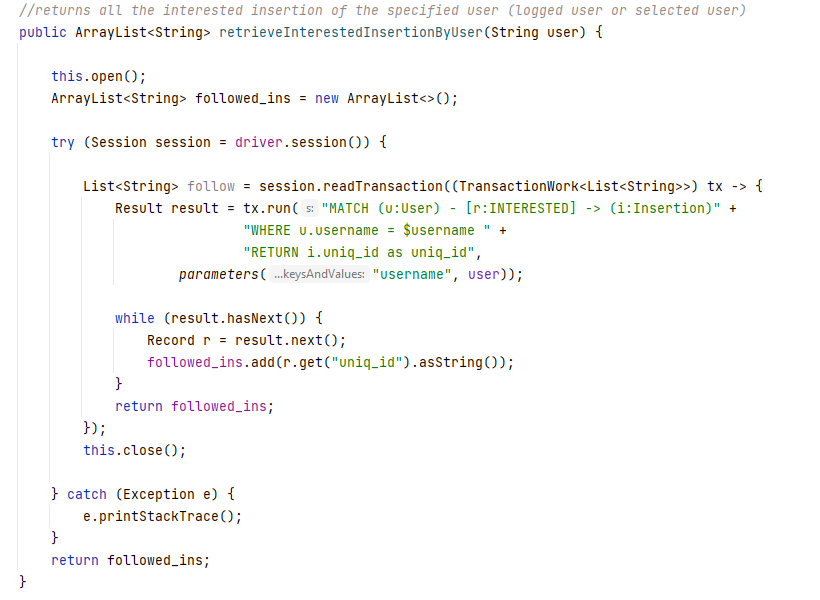 //returns all the interested insertion of the specified user (logged user or selected user)
public ArrayList<String> retrieveInterestedInsertionByUser(String user) {
this.open();
ArrayList<String> followed_ins = new ArrayList<>();
try (Session session = driver.session()) {
List<String> follow = session.readTransaction((TransactionWork<List<String>>) tx -> {
Result result = tx.run( s: "MATCH (u:User) - [r:INTERESTED] -> (i:Insertion)" +
"WHERE u.username = $username " +
"RETURN i.uniq_id as uniq_id",
parameters( ...keysAndValues: "username", user));
while (result.hasNext()) {
Record r = result.next();
followed_ins.add(r.get("uniq_id").asString());
}
return followed_ins;
});
this.close();
} catch (Exception e) {
e.printStackTrace();
}
return followed_ins;
}